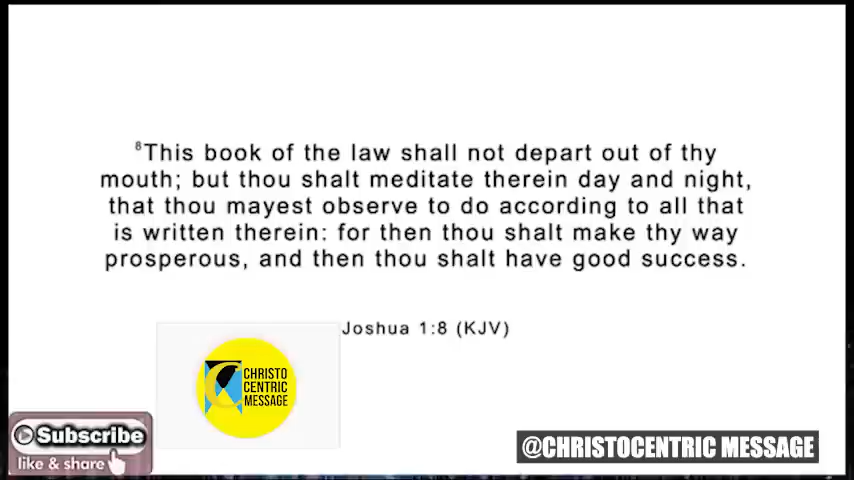 ⁸This book of the law shall not depart out of thy
mouth; but thou shalt meditate therein day and night,
that thou mayest observe to do according to all that
is written therein: for then thou shalt make thy way
prosperous, and then thou shalt have good success.
Joshua 1:8 (KJV)
CHRISTO
CENTRIC
MESSAGE
Subscribe
like & share
@CHRISTOCENTRIC MESSAGE